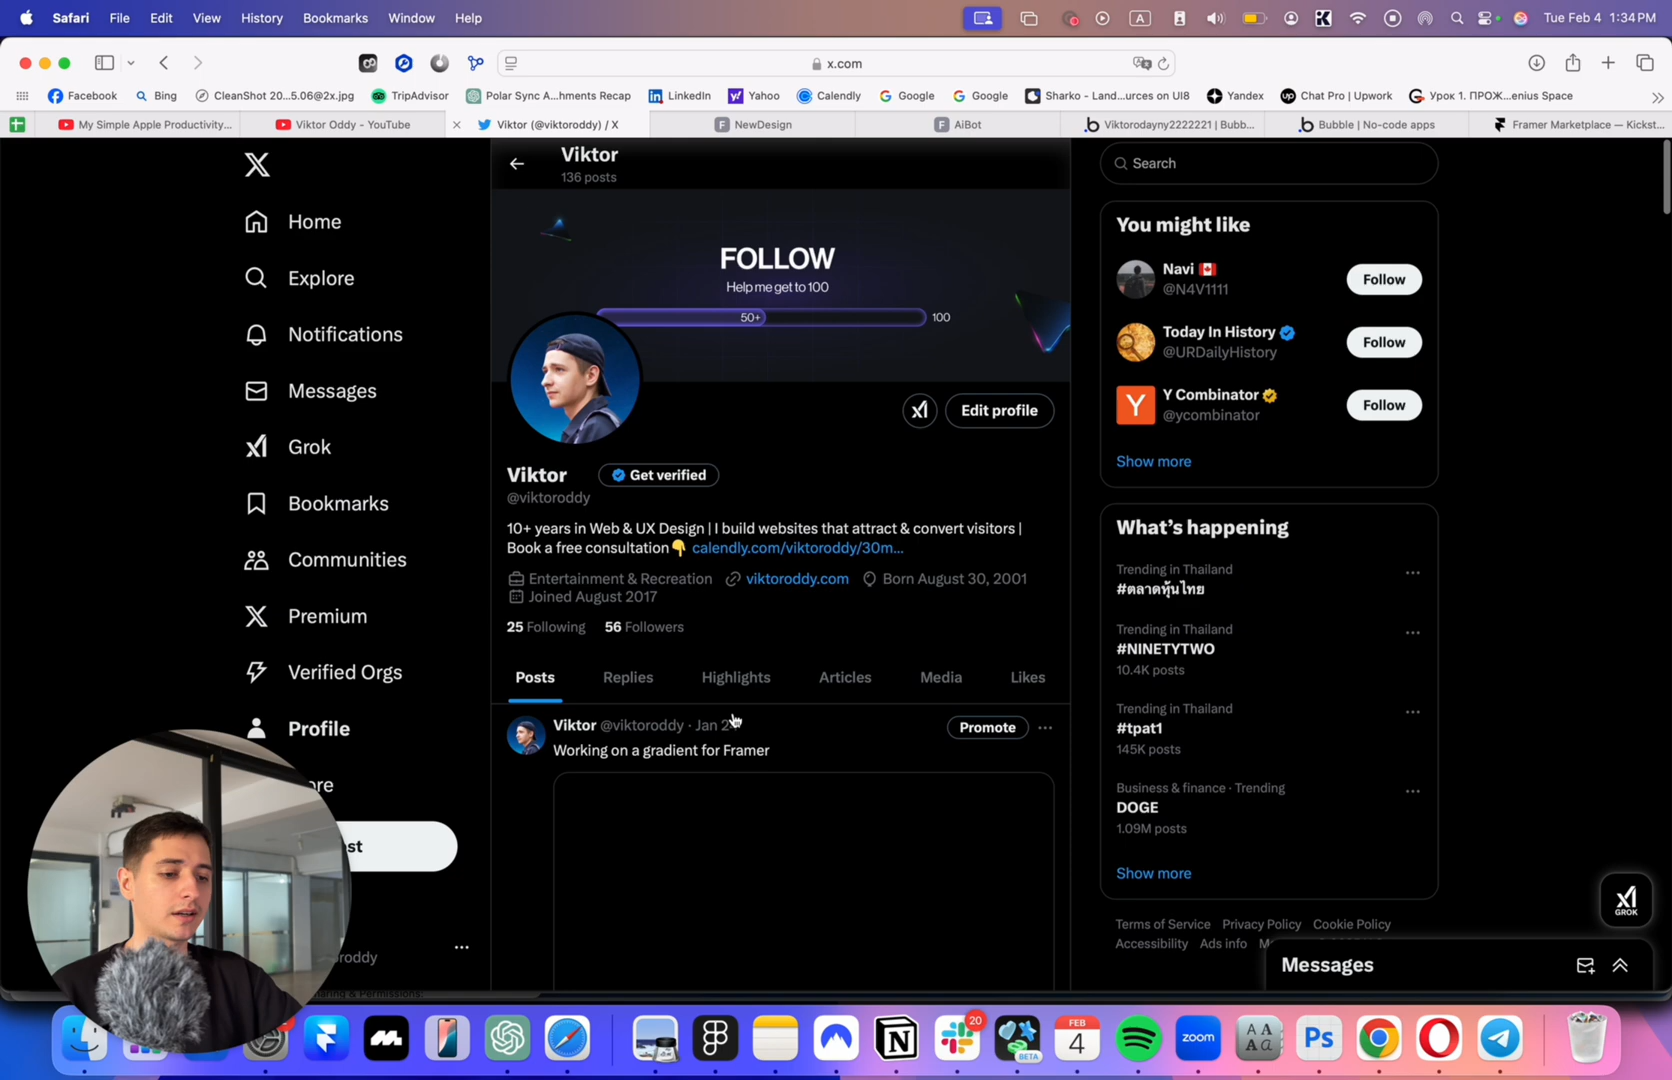 Safari File Edit View History Bookmarks Window Help
A
Tue Feb 4 1:34 PM
x.com
Facebook Bing CleanShot 20...5.06@2x.jpg TripAdvisor Polar Sync A...hments Recap LinkedIn Yahoo Calendly Google Google Sharko - Land...urces on UI8 Yandex Chat Pro | Upwork Урок 1. ПРОЖ...enius Space
My Simple Apple Productivity... Viktor Oddy - YouTube Viktor (@viktoroddy) / X NewDesign AiBot Viktorodayny2222221 | Bubb... Bubble | No-code apps Framer Marketplace — Kickst...
Home
Explore
Notifications
Messages
Grok
Bookmarks
Communities
Premium
Verified Orgs
Profile
ore
st
roddy
Viktor
136 posts
FOLLOW
Help me get to 100
50+
100
Edit profile
Viktor
Get verified
@viktoroddy
10+ years in Web & UX Design | I build websites that attract & convert visitors |
Book a free consultation👇 calendly.com/viktoroddy/30m...
Entertainment & Recreation viktoroddy.com Born August 30, 2001
Joined August 2017
25 Following 56 Followers
Posts Replies Highlights Articles Media Likes
Viktor @viktoroddy · Jan 2
Promote
Working on a gradient for Framer
Search
You might like
Navi 🇨🇦
@N4V1111
Follow
Today In History
@URDailyHistory
Follow
Y
Y Combinator
@ycombinator
Follow
Show more
What's happening
Trending in Thailand
#ตลาดหุ้นไทย
Trending in Thailand
#NINETYTWO
10.4K posts
Trending in Thailand
#tpat1
145K posts
Business & finance · Trending
DOGE
1.09M posts
Show more
Terms of Service Privacy Policy Cookie Policy
Accessibility Ads info M
GROK
Messages
haring & Permissions:
20
BETA
FEB
4
zoom
A A
A a
Ps